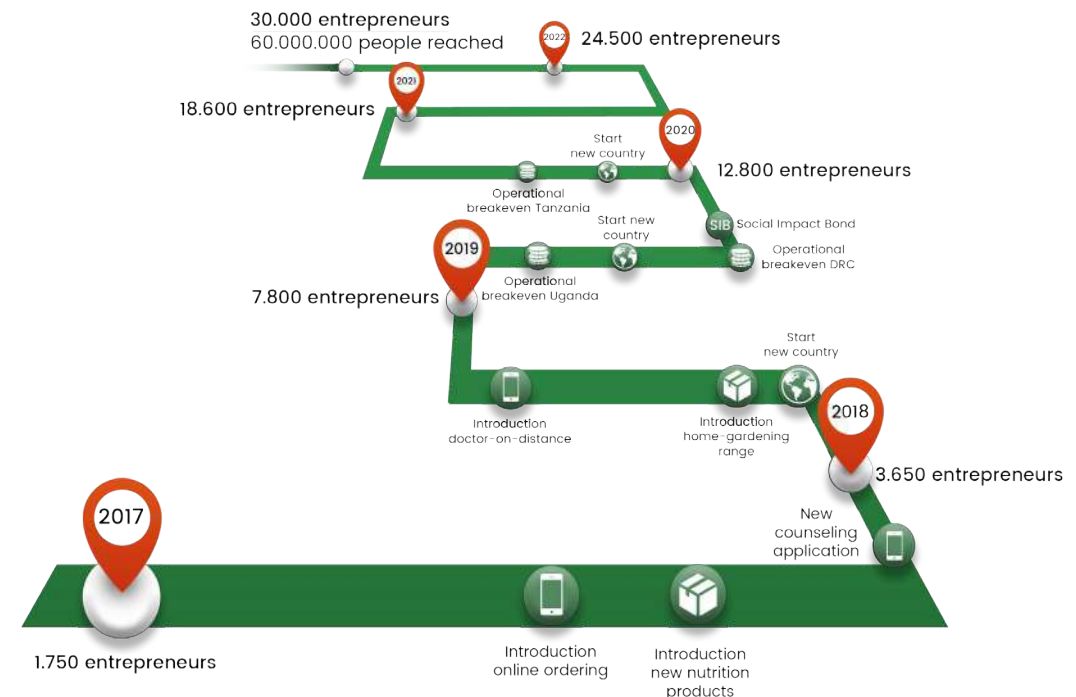 30.000 entrepreneurs
60.000.000 people reached
2022
24.500 entrepreneurs
2021
18.600 entrepreneurs
2020
12.800 entrepreneurs
Start
new country
Operational
breakeven Tanzania
SIB
Social Impact Bond
Start new
country
Operational
breakeven DRC
2019
Operational
breakeven Uganda
7.800 entrepreneurs
Start
new country
Introduction
doctor-on-distance
Introduction
home-gardening
range
2018
3.650 entrepreneurs
New
counseling
application
2017
1.750 entrepreneurs
Introduction
online ordering
Introduction
new nutrition
products